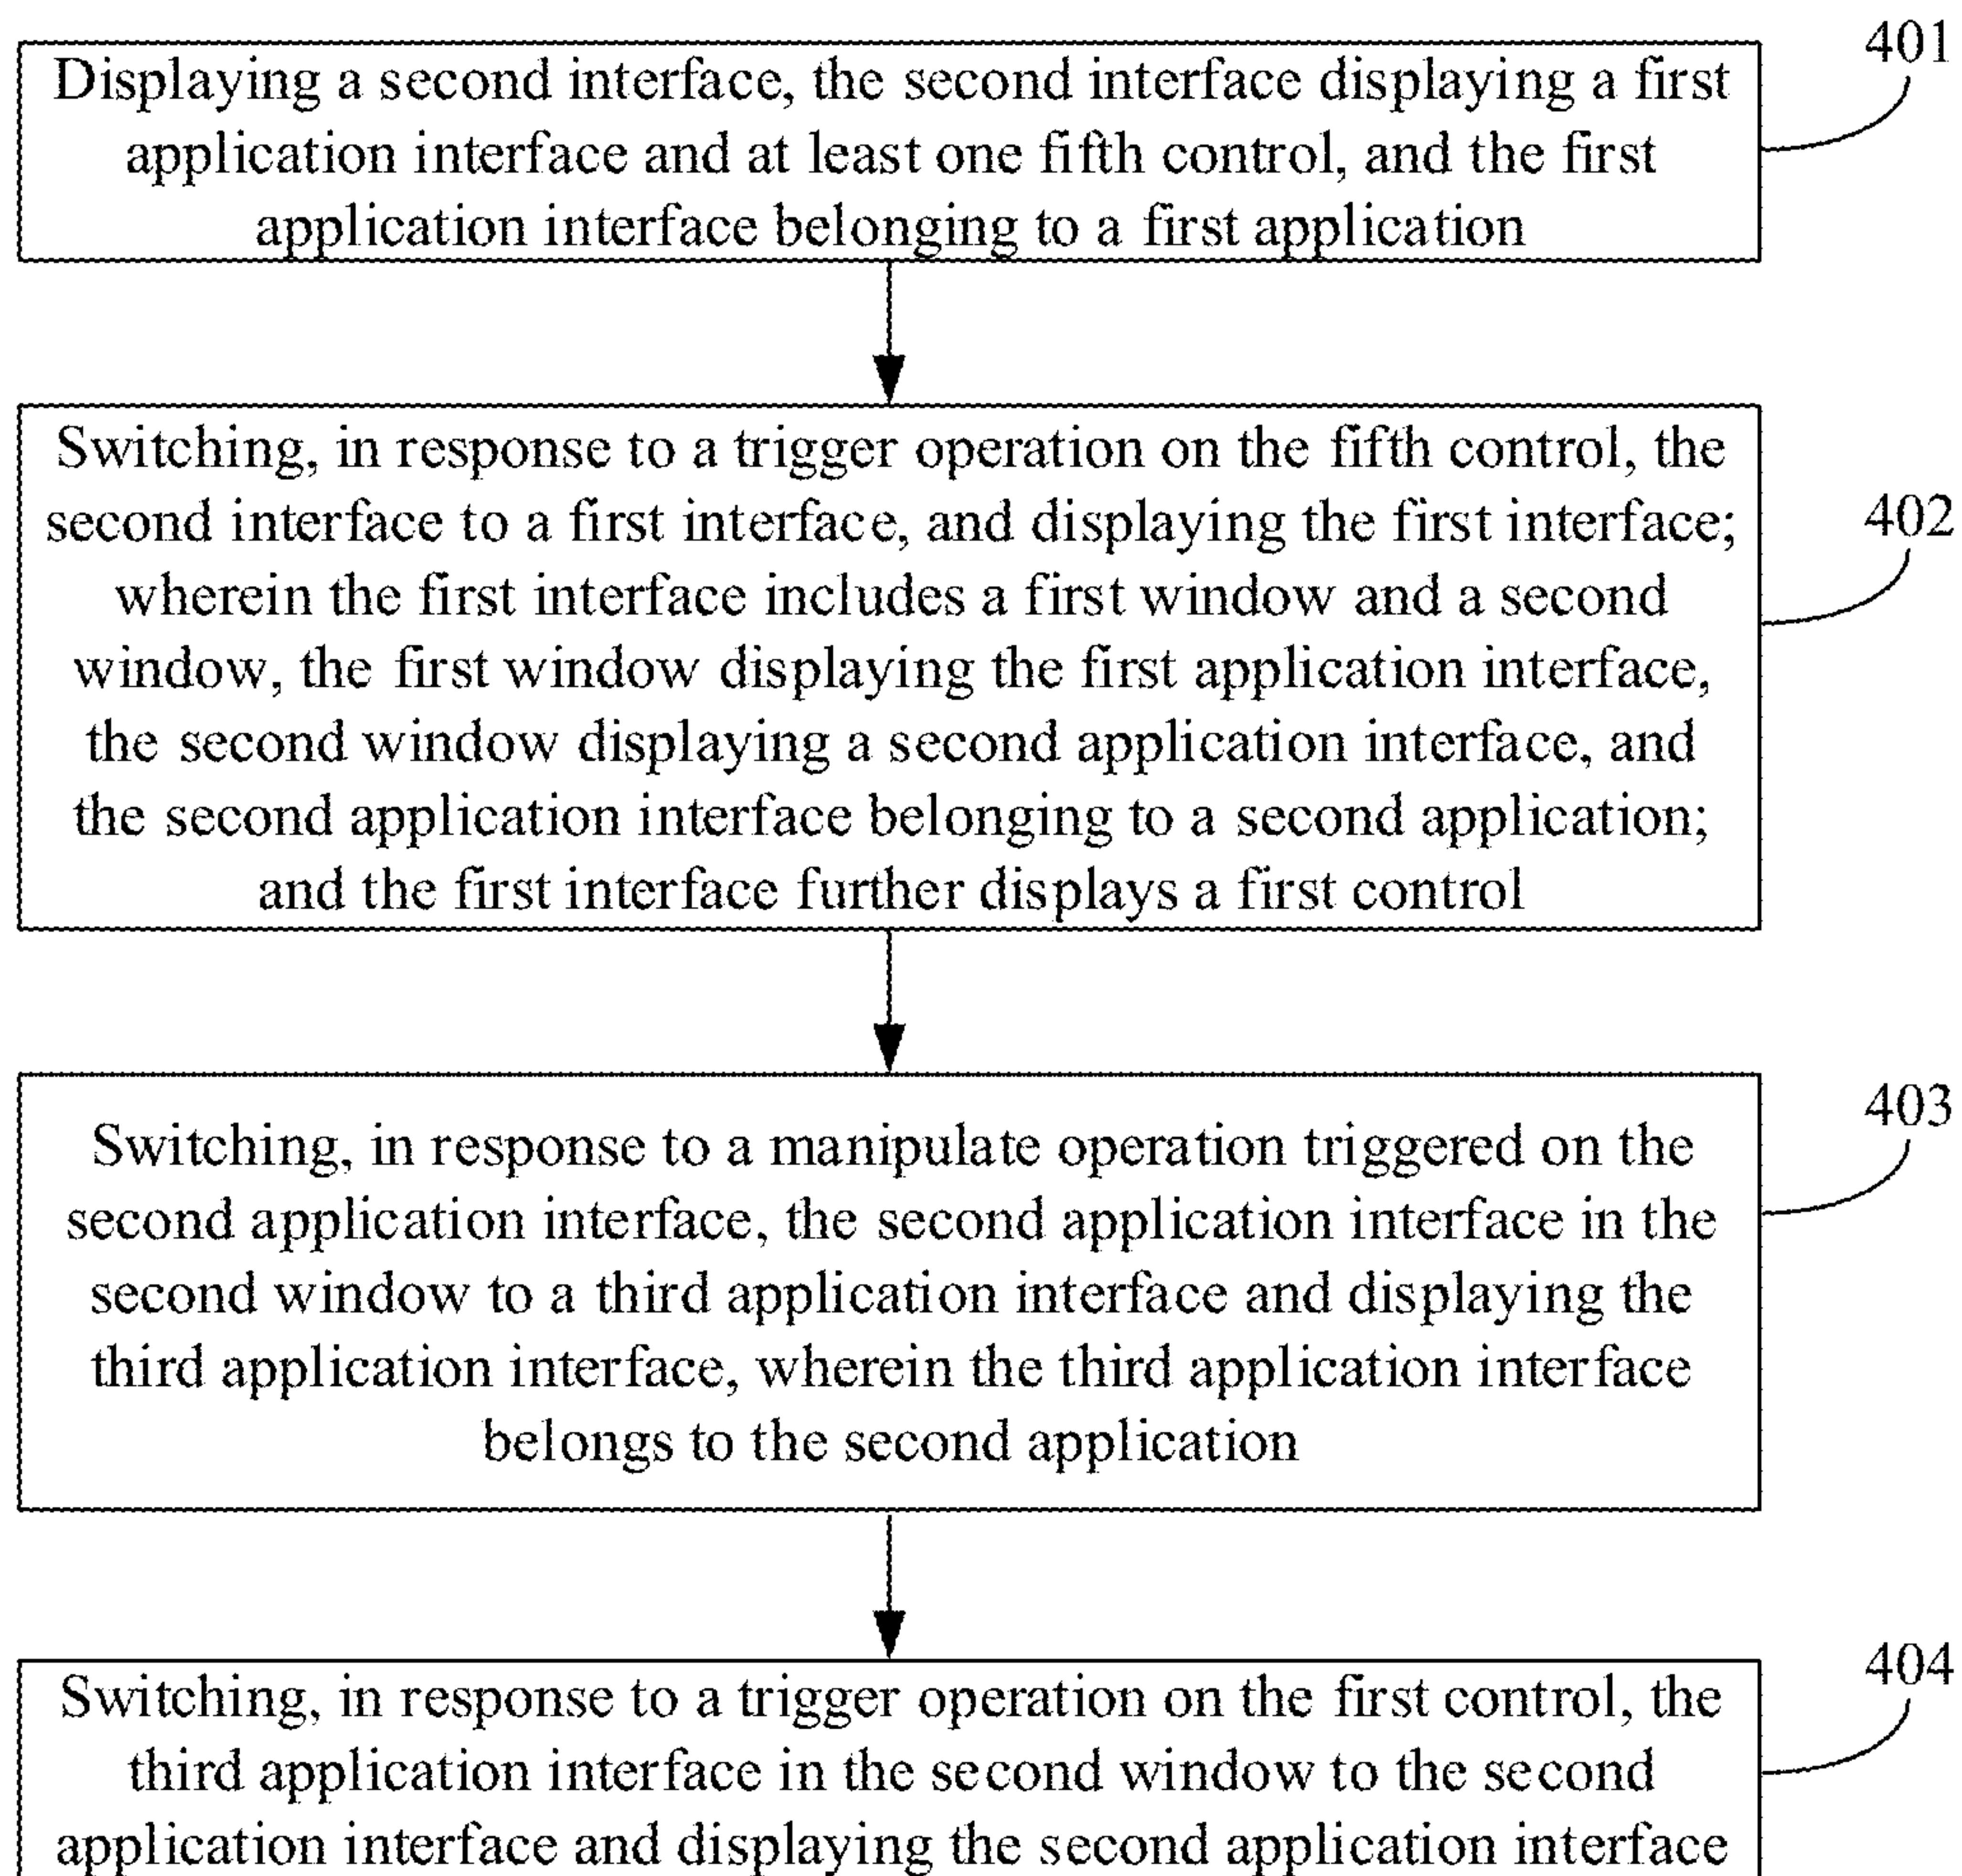 401
Displaying a second interface, the second interface displaying a first
application interface and at least one fifth control, and the first
application interface belonging to a first application
Switching, in response to a trigger operation on the fifth control, the
second interface to a first interface, and displaying the first interface;
402
wherein the first interface includes a first window and a second
window, the first window displaying the first application interface,
the second window displaying a second application interface, and
the second application interface belonging to a second application;
and the first interface further displays a first control
403
Switching, in response to a manipulate operation triggered on the
second application interface, the second application interface in the
second window to a third application interface and displaying the
third application interface, wherein the third application interface
belongs to the second application
404
Switching, in response to a trigger operation on the first control, the
third application interface in the second window to the second
application interface and displaying the second application interface